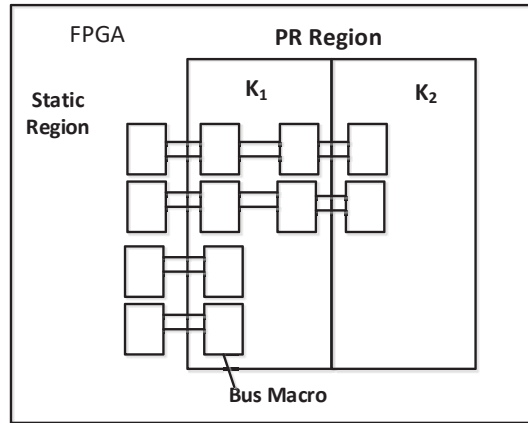 FPGA
PR Region
Static
Region
K₁
K₂
Bus Macro